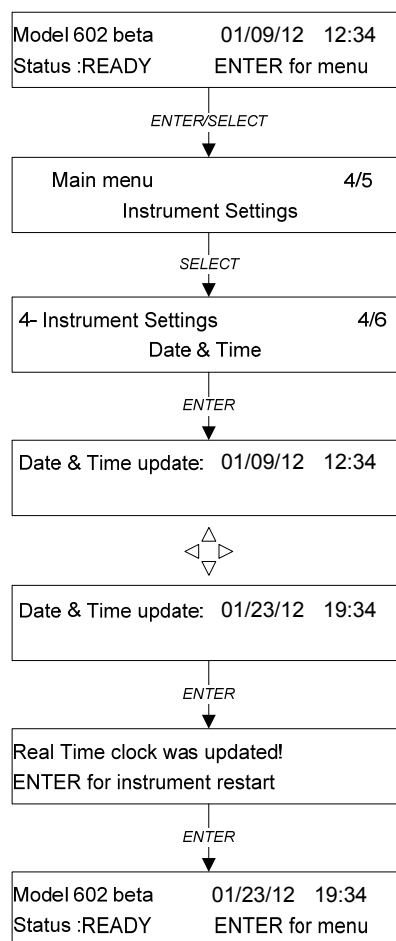 Model 602 beta 01/09/12 12:34
Status :READY ENTER for menu
ENTER/SELECT
Main menu 4/5
Instrument Settings
SELECT
4- Instrument Settings 4/6
Date & Time
ENTER
Date & Time update: 01/09/12 12:34
Date & Time update: 01/23/12 19:34
ENTER
Real Time clock was updated!
ENTER for instrument restart
ENTER
Model 602 beta 01/23/12 19:34
Status :READY ENTER for menu